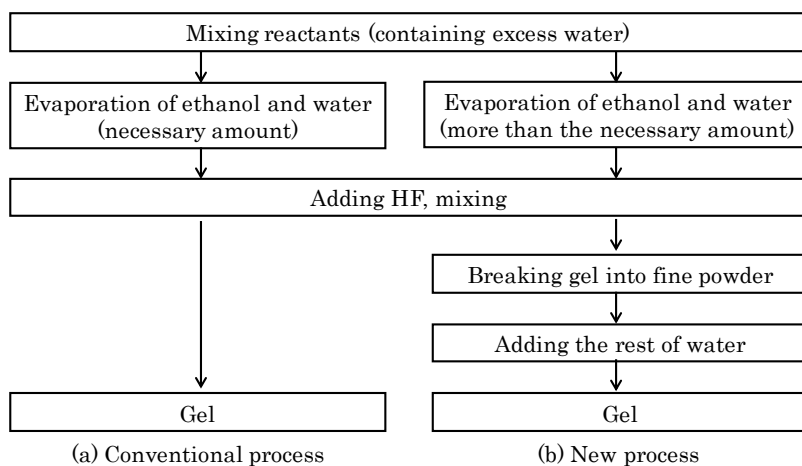 Mixing reactants (containing excess water)
Evaporation of ethanol and water
(necessary amount)
Evaporation of ethanol and water
(more than the necessary amount)
Adding HF, mixing
Breaking gel into fine powder
Adding the rest of water
Gel
Gel
(a) Conventional process
(b) New process